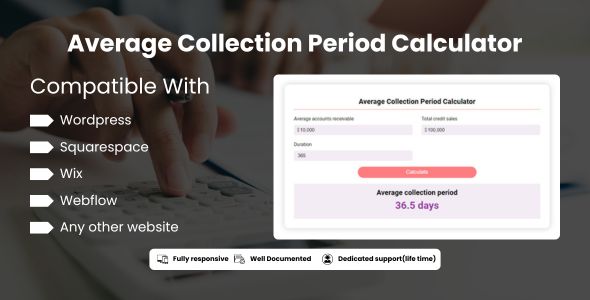 Average Collection Period Calculator
Compatible With
Wordpress
Squarespace
Wix
Webflow
Any other website
Average Collection Period Calculator
Average accounts receivable
Total credit sales
$ 10,000
$ 100,000
Duration
365
Calculate
Average collection period
36.5 days
Fully responsive
Well Documented
Dedicated support(life time)